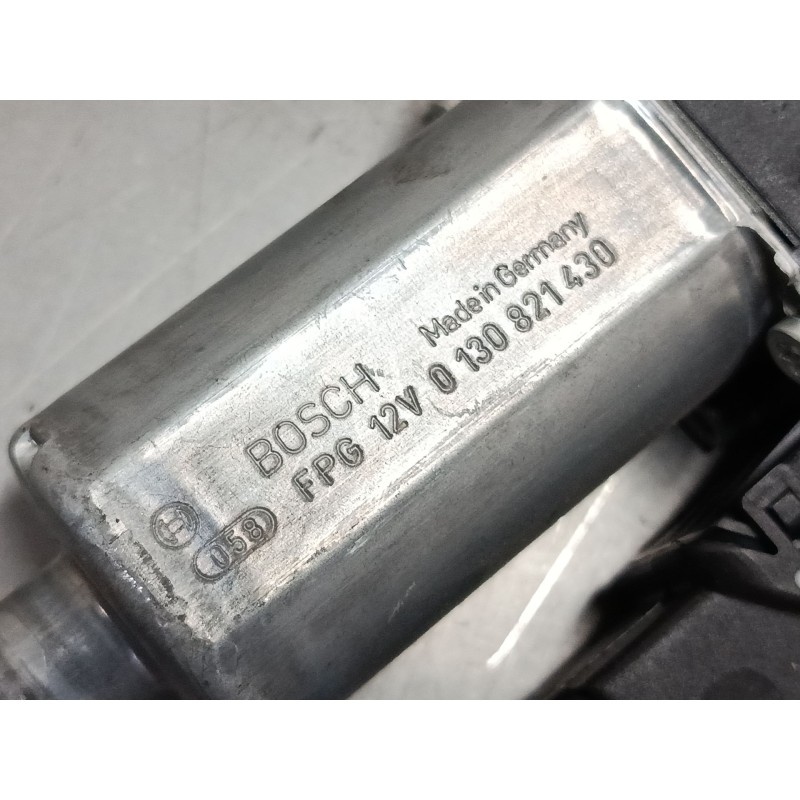 Made in Germany
BOSCH
FPG 12V 0 130 821 430
058